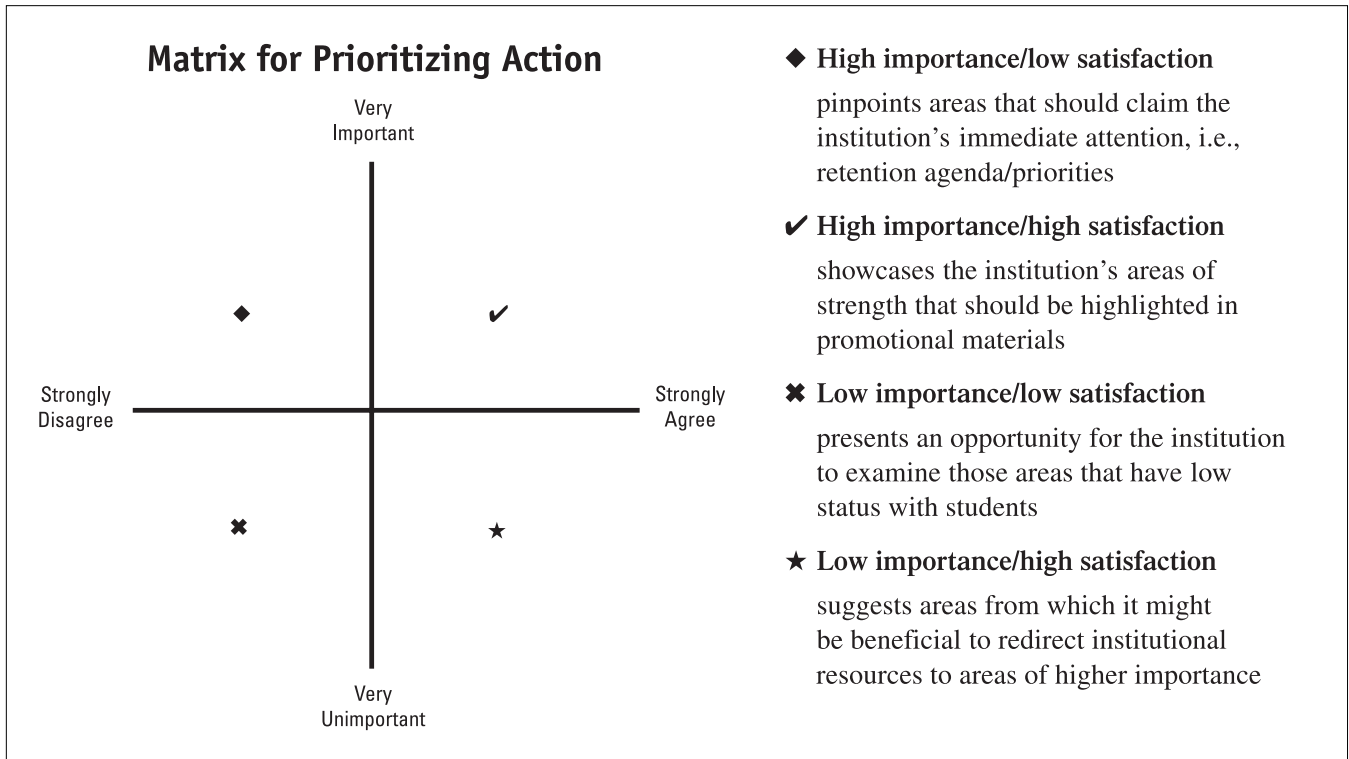 Matrix for Prioritizing Action
Very
Important
Strongly
Disagree
Strongly
Agree
Very
Unimportant
◆ High importance/low satisfaction
pinpoints areas that should claim the
institution’s immediate attention, i.e.,
retention agenda/priorities
✔ High importance/high satisfaction
showcases the institution’s areas of
strength that should be highlighted in
promotional materials
✖ Low importance/low satisfaction
presents an opportunity for the institution
to examine those areas that have low
status with students
★ Low importance/high satisfaction
suggests areas from which it might
be beneficial to redirect institutional
resources to areas of higher importance